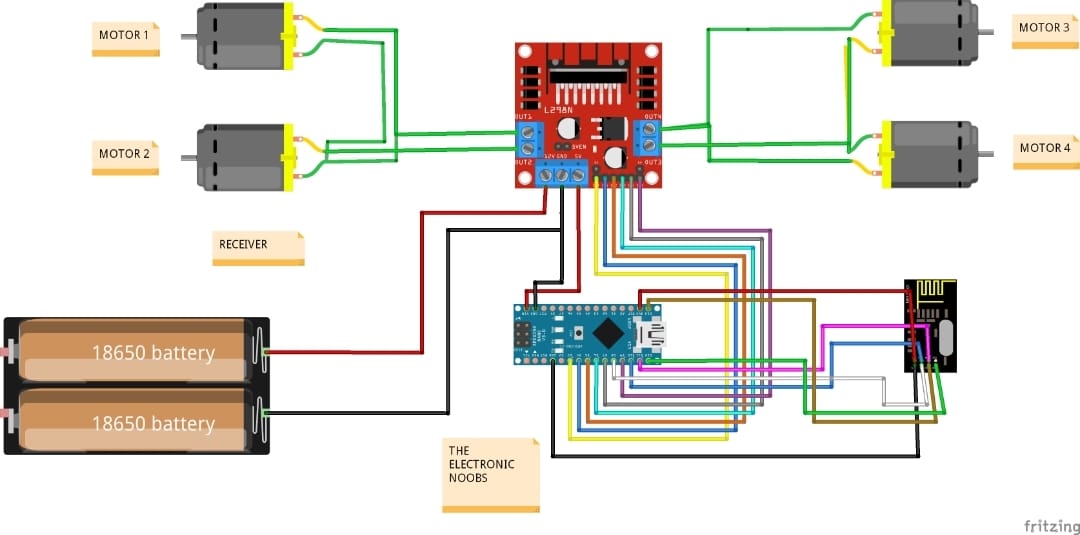 MOTOR 1
MOTOR 3
L298N
OUT1
OUT4
MOTOR 2
MOTOR 4
5VEN
OUT2
12V GND 5V
OUT3
RECEIVER
18650 battery
18650 battery
THE
ELECTRONIC
NOOBS
fritzing